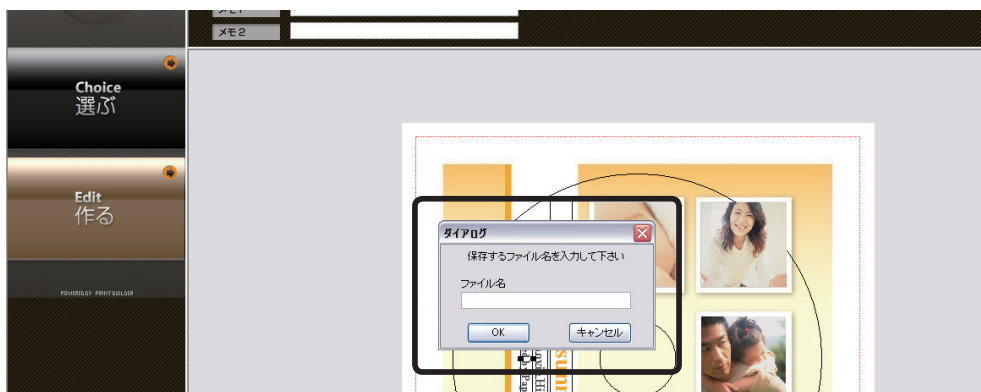 メモ2
Choice
選ぶ
Edit
作る
POWERED BY PRINT BUILDER
ダイアログ
保存するファイル名を入力して下さい
ファイル名
OK
キャンセル